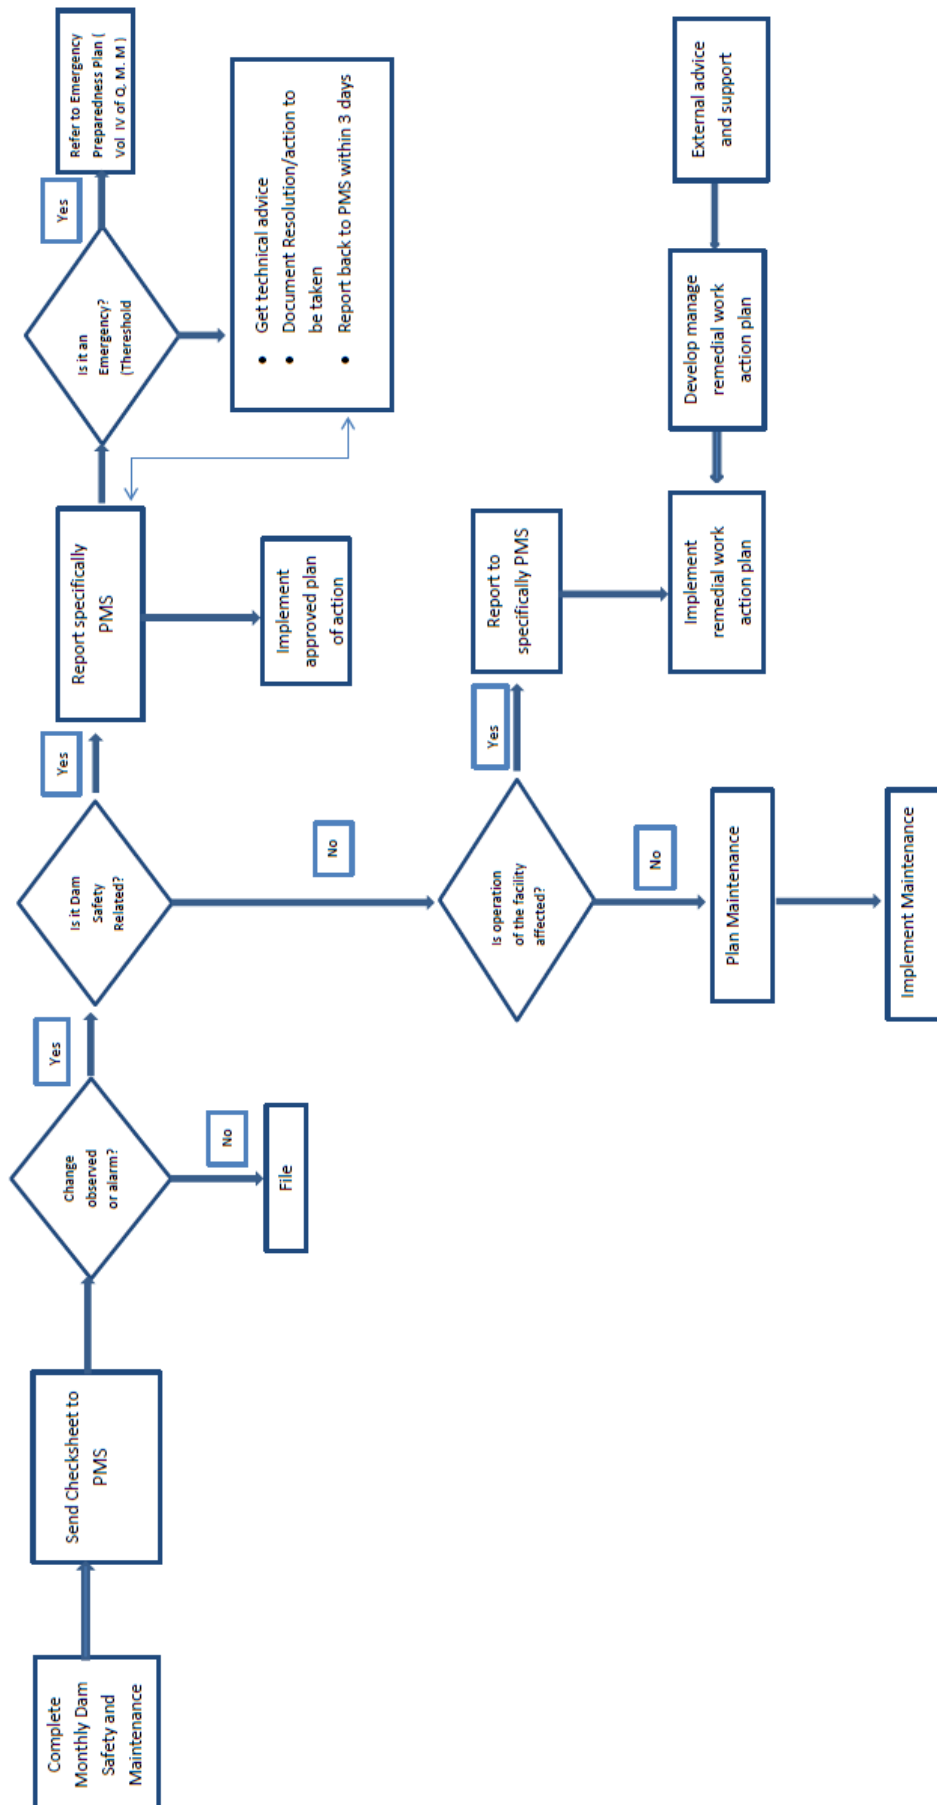 Complete
Monthly Dam
Safety and
Maintenance
Send Checksheet to
PMS
Change
observed
or alarm?
Yes
No
File
Is it Dam
Safety
Related?
Yes
No
Report specifically
PMS
Implement
approved plan
of action
Is it an
Emergency?
(Thereshold
Yes
Refer to Emergency
Preparedness Plan (
Vol IV of Q, M. M )
• Get technical advice
• Document Resolution/action to
be taken
• Report back to PMS within 3 days
Is operation
of the facility
affected?
Yes
No
Report to
specifically PMS
Plan Maintenance
Implement Maintenance
Implement
remedial work
action plan
Develop manage
remedial work
action plan
External advice
and support